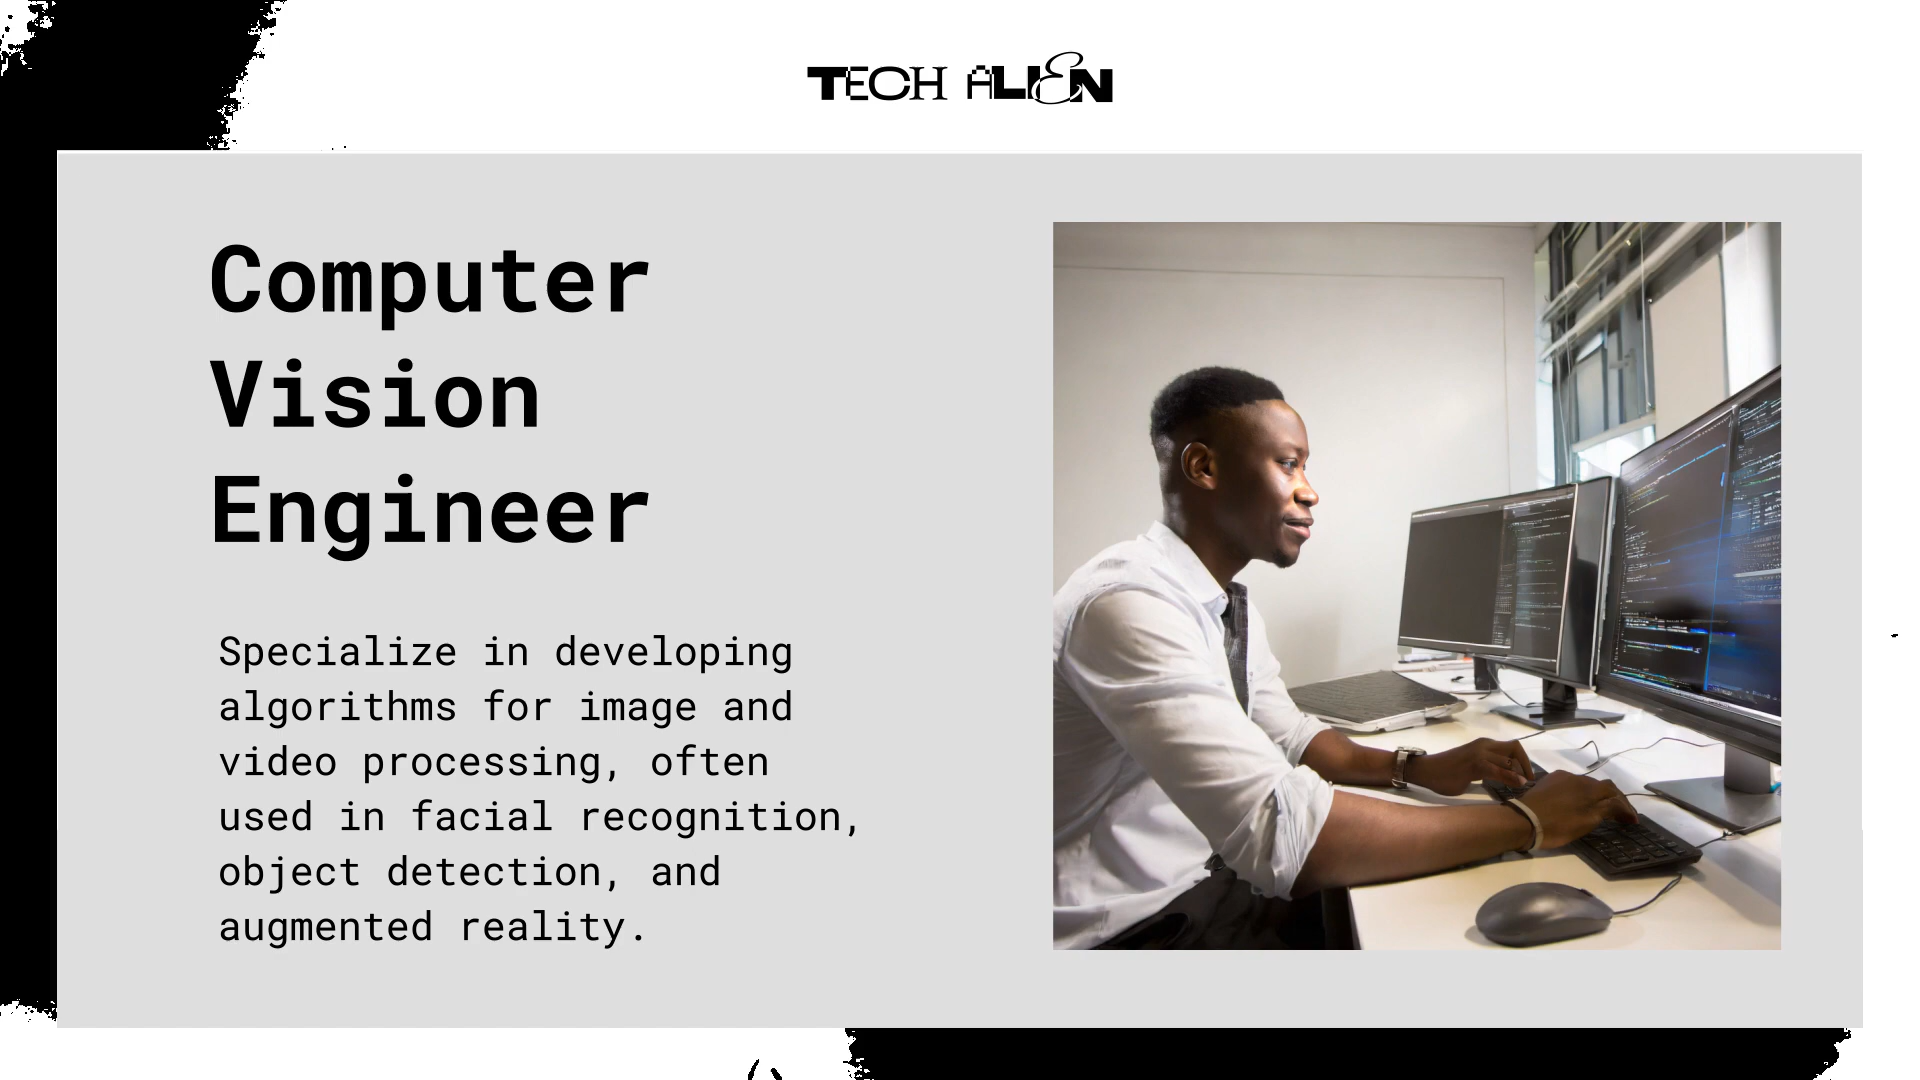 TECH ALIEN
Computer
Vision
Engineer
Specialize in developing
algorithms for image and
video processing, often
used in facial recognition,
object detection, and
augmented reality.